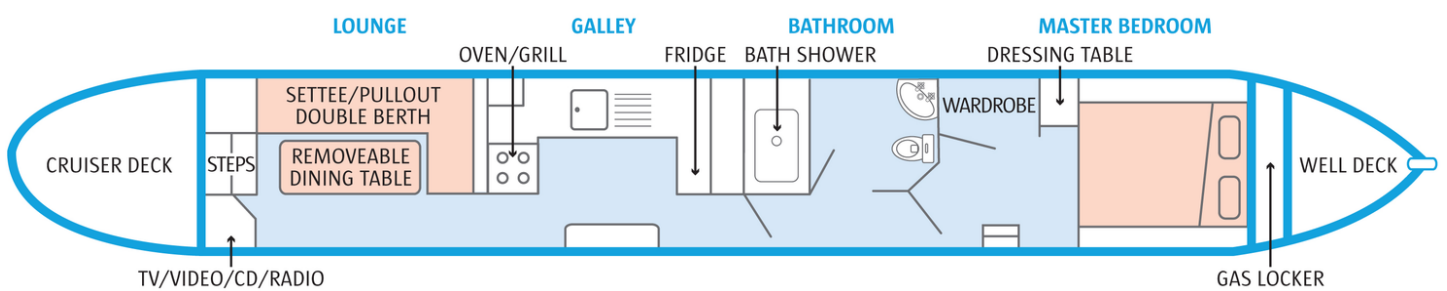 LOUNGE
GALLEY
BATHROOM
MASTER BEDROOM
OVEN/GRILL
FRIDGE
BATH SHOWER
DRESSING TABLE
SETTEE/PULLOUT
DOUBLE BERTH
WARDROBE
CRUISER DECK
STEPS
REMOVEABLE
DINING TABLE
WELL DECK
TV/VIDEO/CD/RADIO
GAS LOCKER